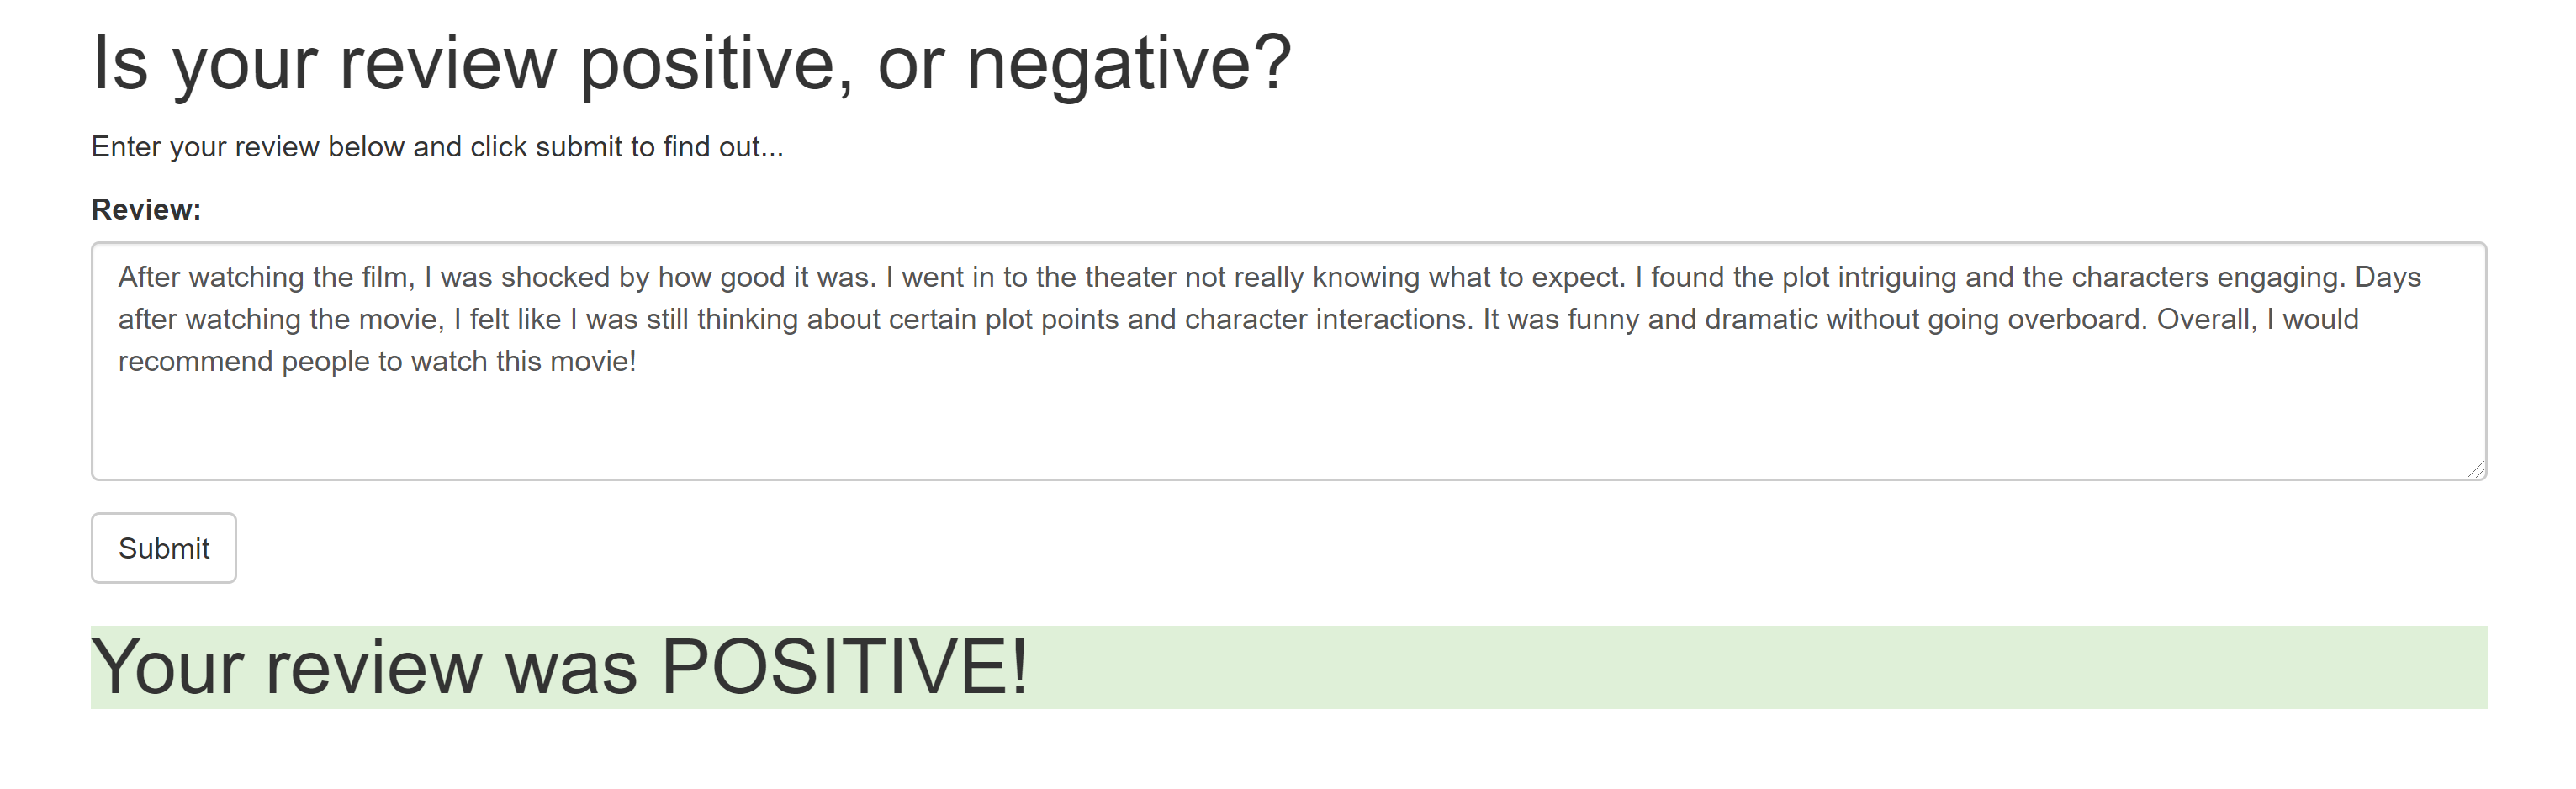 Is your review positive, or negative?
Enter your review below and click submit to find out...
Review:
After watching the film, I was shocked by how good it was. I went in to the theater not really knowing what to expect. I found the plot intriguing and the characters engaging. Days
after watching the movie, I felt like I was still thinking about certain plot points and character interactions. It was funny and dramatic without going overboard. Overall, I would
recommend people to watch this movie!
Submit
Your review was POSITIVE!